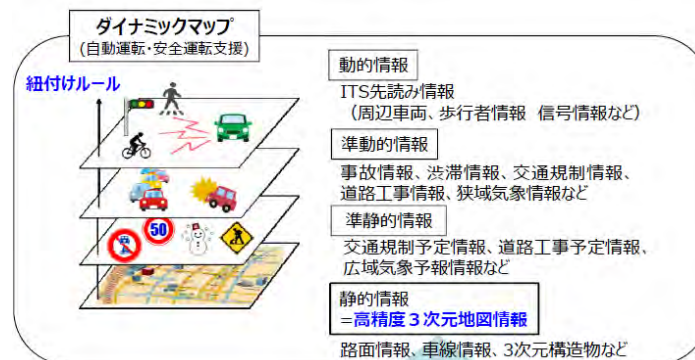 ダイナミックマップ
(自動運転・安全運転支援)
紐付けルール
50
動的情報
ITS先読み情報
（周辺車両、歩行者情報 信号情報など）
準動的情報
事故情報、渋滞情報、交通規制情報、
道路工事情報、狭域気象情報など
準静的情報
交通規制予定情報、道路工事予定情報、
広域気象予報情報など
静的情報
=高精度３次元地図情報
路面情報、車線情報、3次元構造物など